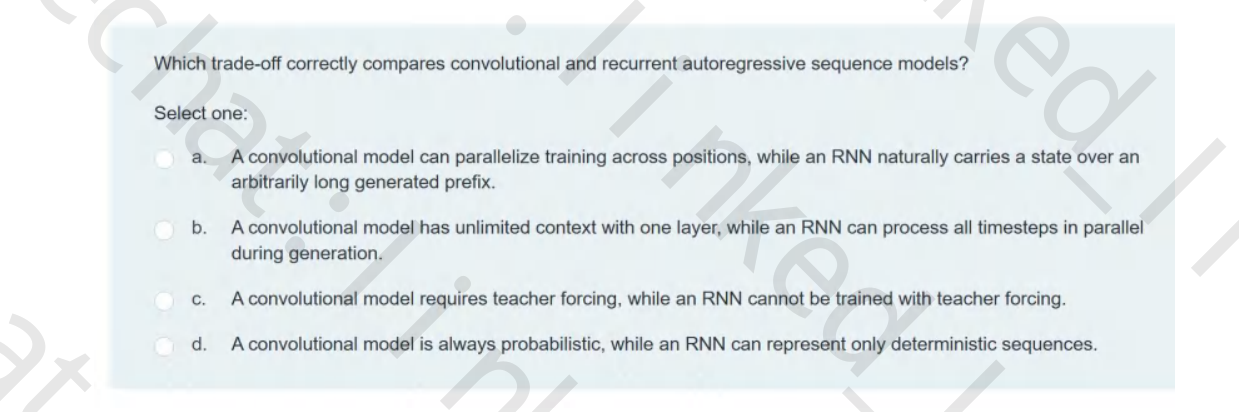 Which trade-off correctly compares convolutional and recurrent autoregressive sequence models?
Select one:
a. A convolutional model can parallelize training across positions, while an RNN naturally carries a state over an
arbitrarily long generated prefix.
b. A convolutional model has unlimited context with one layer, while an RNN can process all timesteps in parallel
during generation.
c. A convolutional model requires teacher forcing, while an RNN cannot be trained with teacher forcing.
d. A convolutional model is always probabilistic, while an RNN can represent only deterministic sequences.